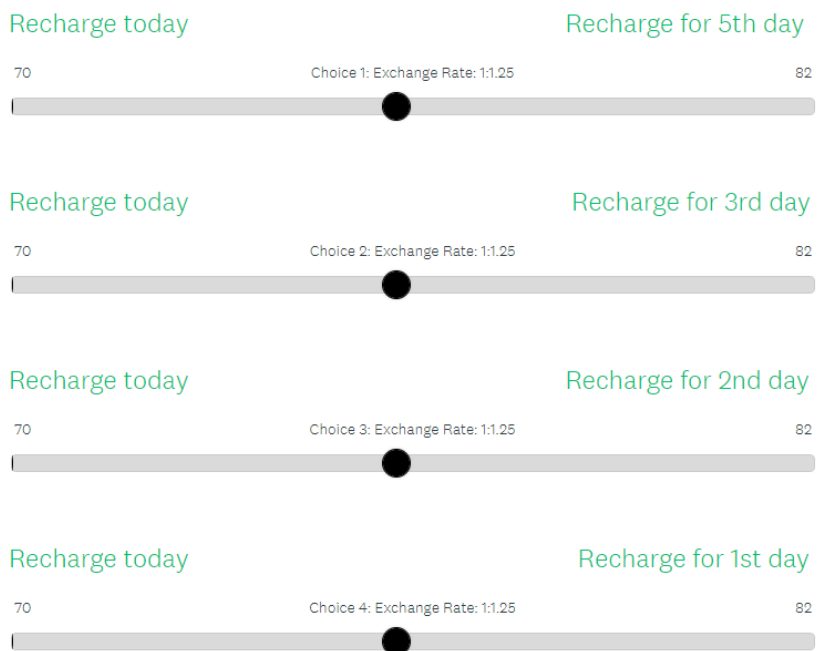 Recharge today Recharge for 5th day
70 Choice 1: Exchange Rate: 1:1.25 82
Recharge today Recharge for 3rd day
70 Choice 2: Exchange Rate: 1:1.25 82
Recharge today Recharge for 2nd day
70 Choice 3: Exchange Rate: 1:1.25 82
Recharge today Recharge for 1st day
70 Choice 4: Exchange Rate: 1:1.25 82